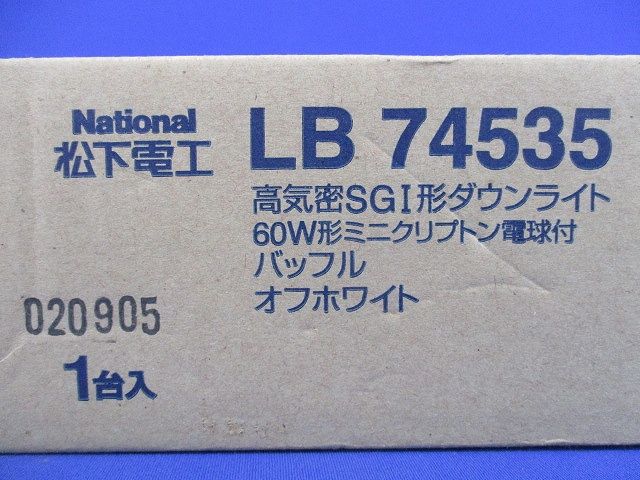 National
松下電工
LB 74535
高気密SGI形ダウンライト
60W形ミニクリプトン電球付
バッフル
オフホワイト
020905
1台入